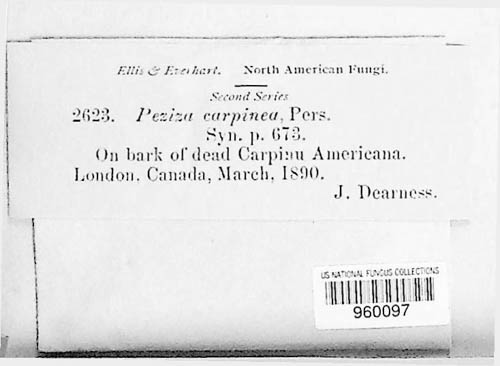 Ellis & Everhart. North American Fungi.
Second Series
2623. Peziza carpinea, Pers.
Syn. p. 673.
On bark of dead Carpinu Americana.
London, Canada, March, 1890.
J. Dearness.
US NATIONAL FUNGUS COLLECTIONS
960097